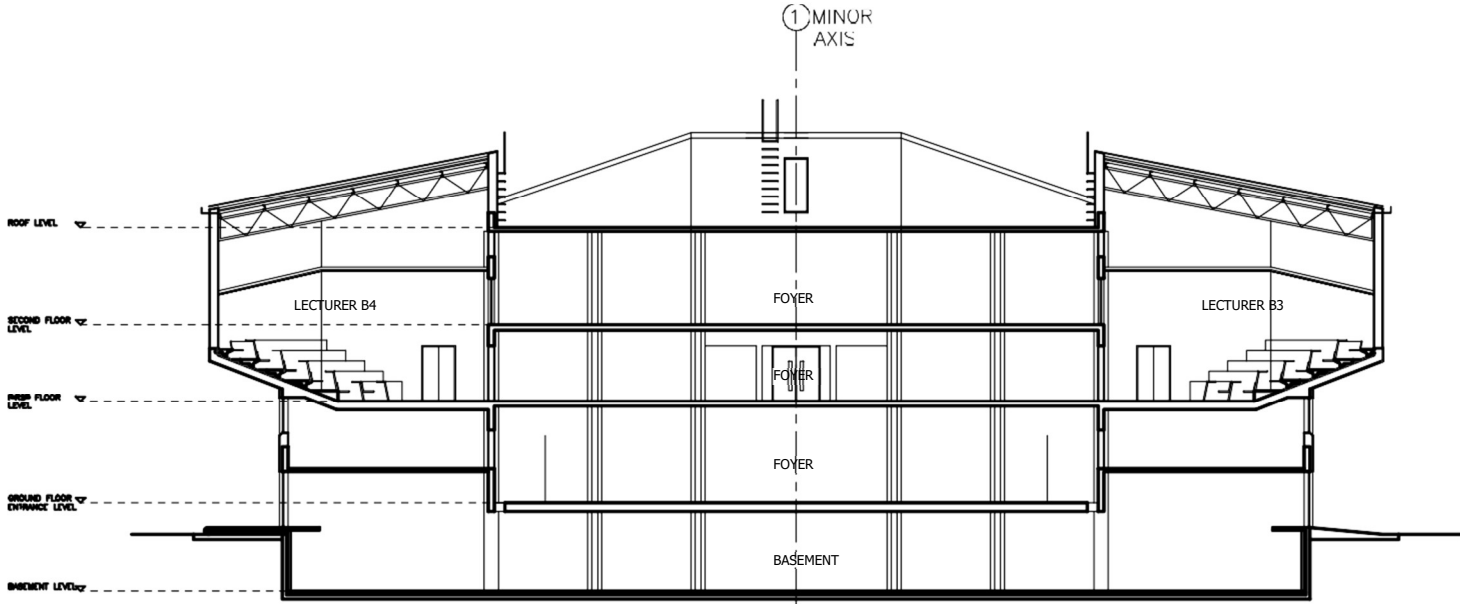 1 MINOR
AXIS
ROOF LEVEL
LECTURER B4
FOYER
LECTURER B3
SECOND FLOOR
LEVEL
FOYER
FLOOR
LEVEL
FOYER
GROUND FLOOR
ENTRANCE LEVEL
BASEMENT
BASEMENT LEVEL